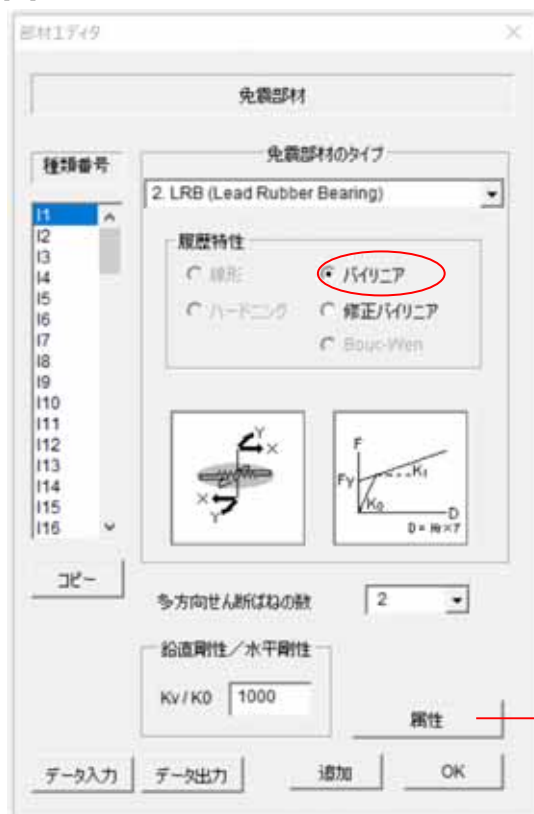 部材エディタ
免震部材
種類番号
I1
I2
I3
I4
I5
I6
I7
I8
I9
I10
I11
I12
I13
I14
I15
I16
コピー
免震部材のタイプ
2. LRB (Lead Rubber Bearing)
履歴特性
線形
バイリニア
ハードニング
修正バイリニア
Bouc-Wen
Y
X
X
Y
F
Fy
K1
K0
D
多方向せん断ばねの数
2
鉛直剛性／水平剛性
Kv / K0
1000
属性
データ入力
データ出力
追加
OK